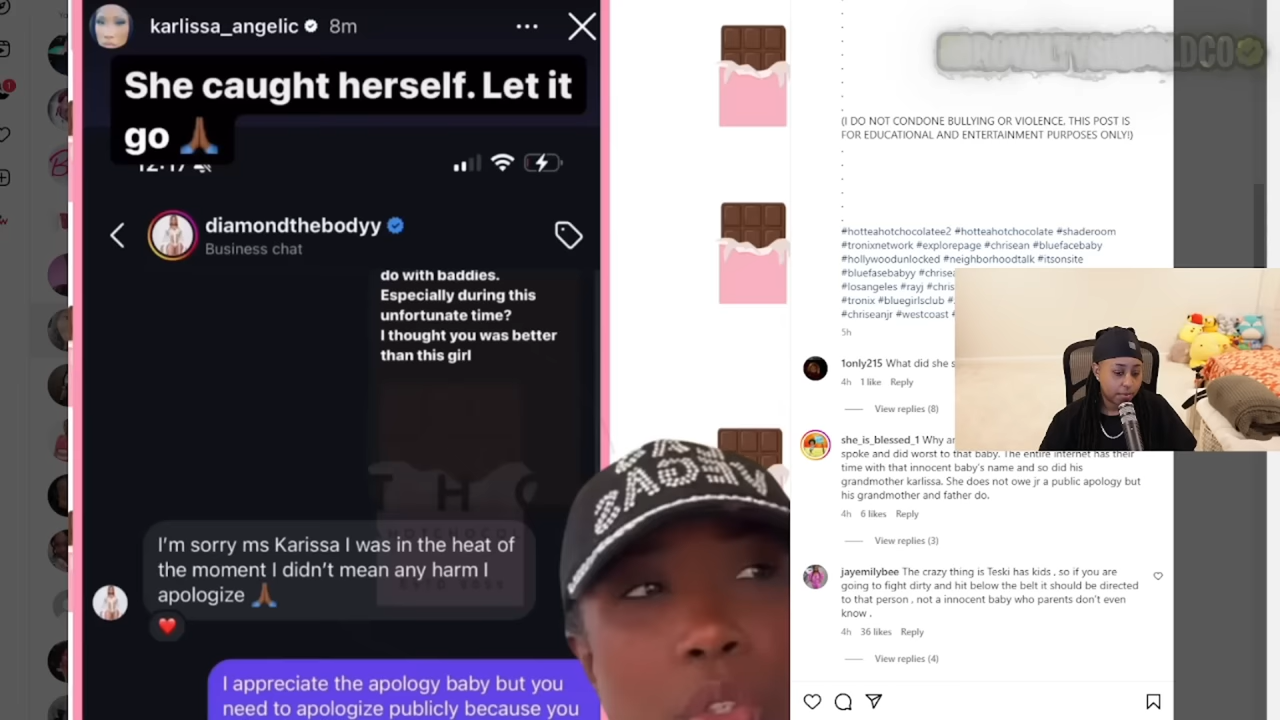 karlissa_angelic 8m
She caught herself. Let it
go 🙏🏾
12:17
diamondthebodyy
Business chat
do with baddies.
Especially during this
unfortunate time?
I thought you was better
than this girl
I'm sorry ms Karissa I was in the heat of
the moment I didn't mean any harm I
apologize 🙏🏾
I appreciate the apology baby but you
need to apologize publicly because you
(I DO NOT CONDONE BULLYING OR VIOLENCE. THIS POST IS
FOR EDUCATIONAL AND ENTERTAINMENT PURPOSES ONLY!)
#hotteahotchocolatee2 #hotteahotchocolate #shaderoom
#tronixnetwork #explorepage #chrisean #bluefacebaby
#hollywoodunlocked #neighborhoodtalk #itsonsite
#bluefasebabyy
#losangeles #rayj
#tronix #bluegirlsclub
#chriseanjr #westcoast
5h
1only215 What did she
4h 1 like Reply
View replies (8)
she_is_blessed_1 Why
spoke and did worst to that baby. The entire internet has their
time with that innocent baby's name and so did his
grandmother karlissa. She does not owe jr a public apology but
his grandmother and father do.
4h 6 likes Reply
View replies (3)
jayemilybee The crazy thing is Teski has kids , so if you are
going to fight dirty and hit below the belt it should be directed
to that person , not a innocent baby who parents don't even
know .
4h 36 likes Reply
View replies (4)